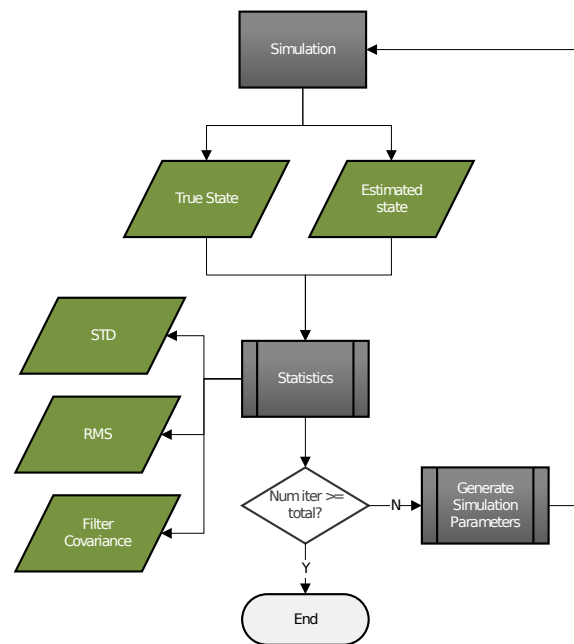 Simulation
True State
Estimated
state
STD
Statistics
RMS
Num iter >=
total?
N
Generate
Simulation
Parameters
Filter
Covariance
Y
End